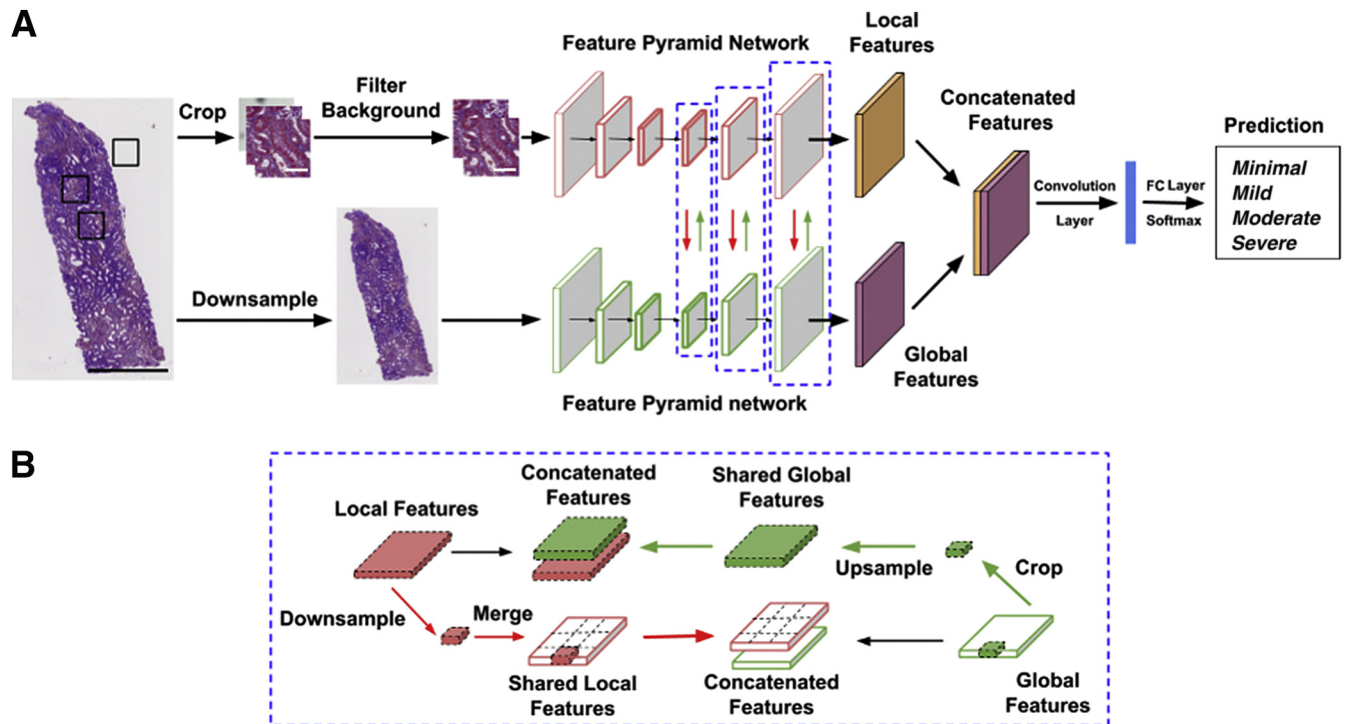 A
Feature Pyramid Network
Local
Features
Crop
Filter
Background
Concatenated
Features
Prediction
Minimal
Mild
Moderate
Severe
Convolution
Layer
FC Layer
Softmax
Downsample
Global
Features
Feature Pyramid network
B
Concatenated
Features
Shared Global
Features
Local Features
Upsample
Crop
Downsample
Merge
Shared Local
Features
Concatenated
Features
Global
Features